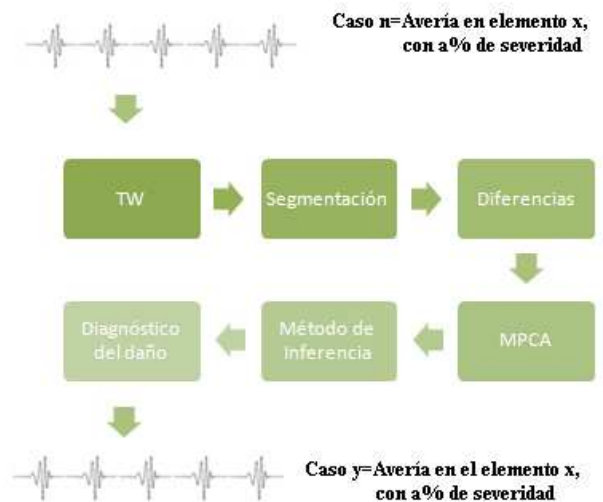 Caso n=Avería en elemento x,
con a% de severidad
TW
Segmentación
Diferencias
Diagnóstico
del daño
Método de
Inferencia
MPCA
Caso y=Avería en el elemento x,
con a% de severidad